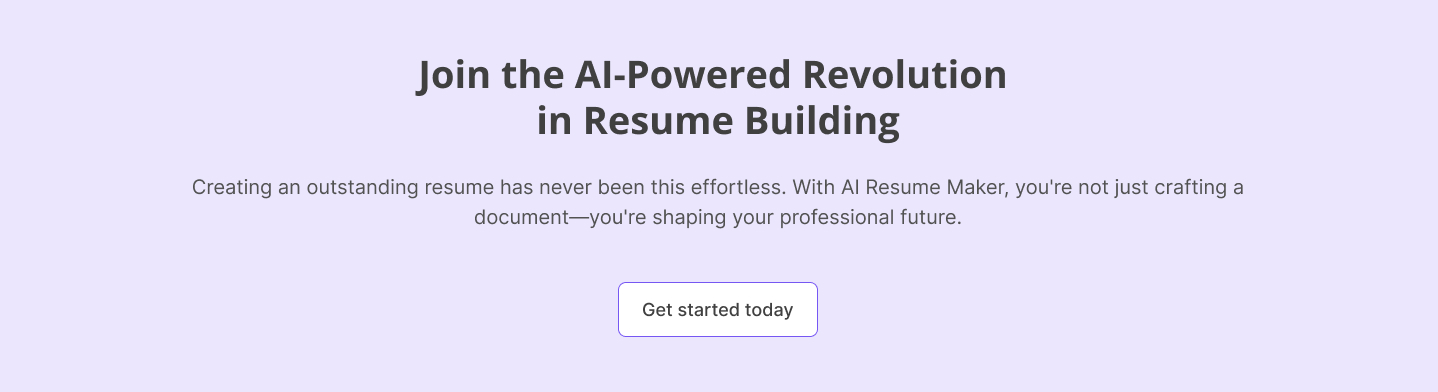 Join the AI-Powered Revolution
in Resume Building
Creating an outstanding resume has never been this effortless. With AI Resume Maker, you're not just crafting a
document—you're shaping your professional future.
Get started today